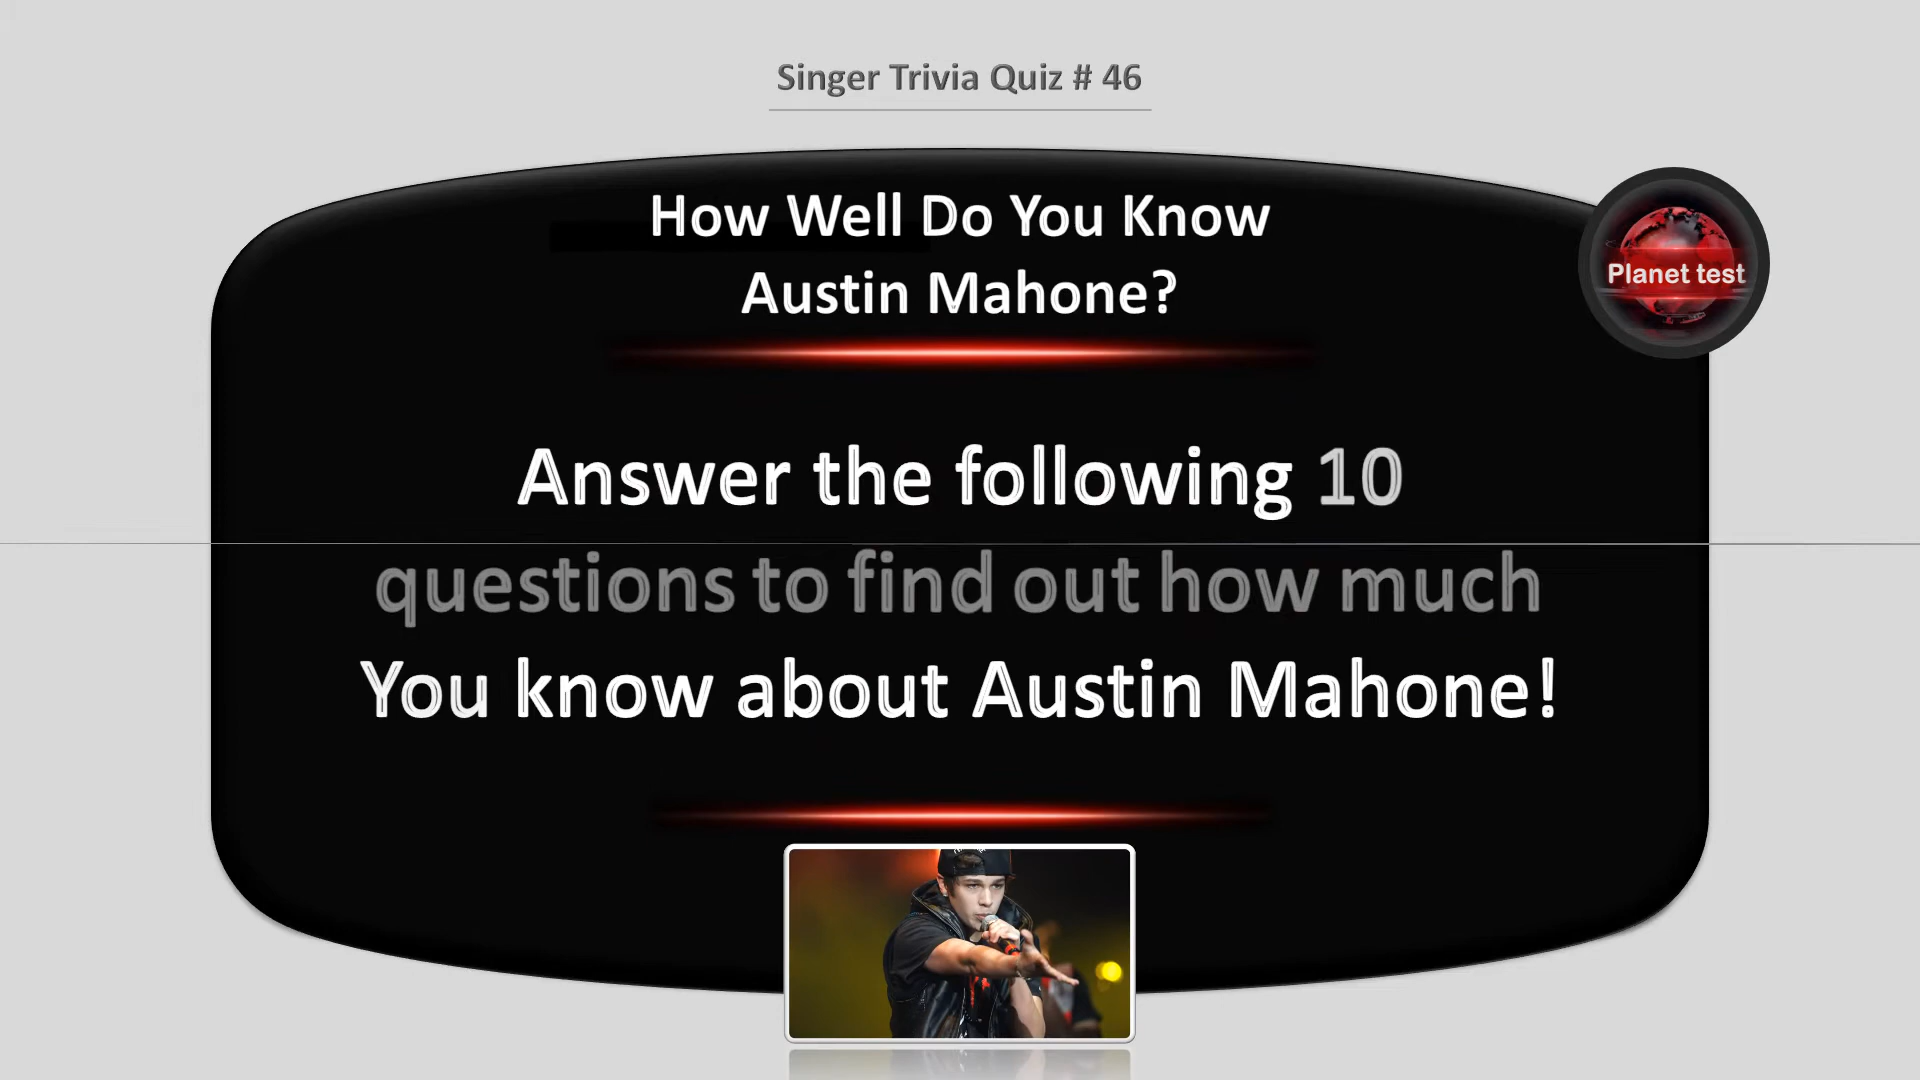 Singer Trivia Quiz # 46
How Well Do You Know
Austin Mahone?
Planet test
Answer the following 10
questions to find out how much
You know about Austin Mahone!